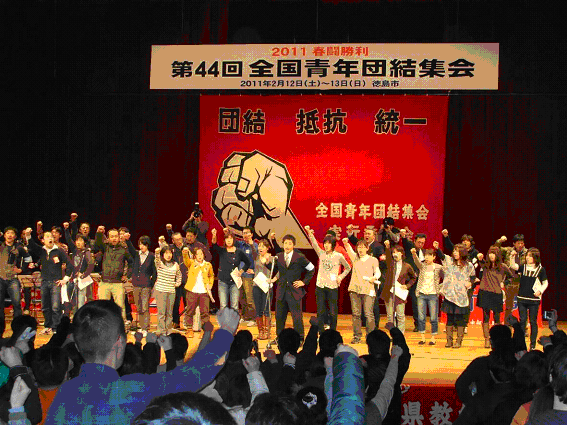 2011 春闘勝利
第44回 全国青年団結集会
2011年2月12日(土)~13日(日) 徳島市
団結 抵抗 統一
全国青年団結集会
県教